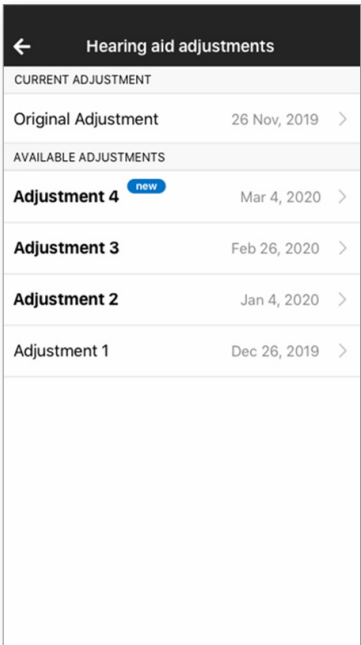 Hearing aid adjustments
CURRENT ADJUSTMENT
Original Adjustment 26 Nov, 2019
AVAILABLE ADJUSTMENTS
Adjustment 4 new Mar 4, 2020
Adjustment 3 Feb 26, 2020
Adjustment 2 Jan 4, 2020
Adjustment 1 Dec 26, 2019